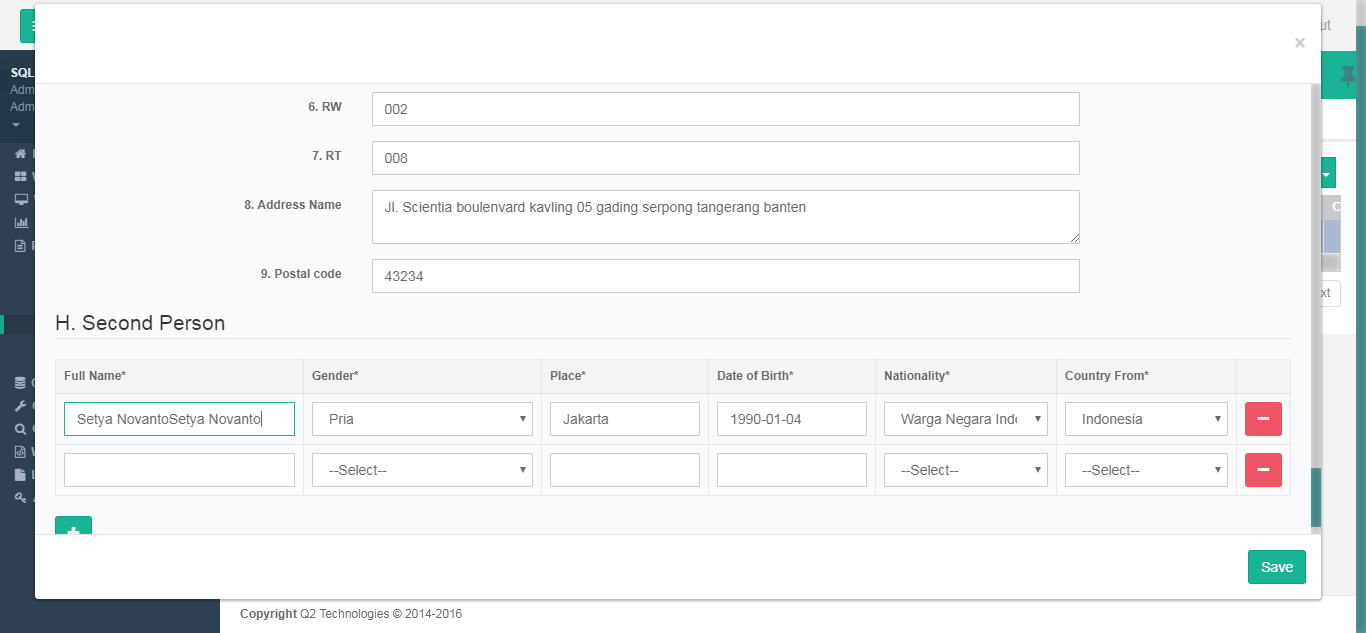 ut
×
SQL
Adm
Adm
6. RW 002
7. RT 008
8. Address Name Jl. Scientia boulenvard kavling 05 gading serpong tangerang banten
9. Postal code 43234
xt
H. Second Person
Full Name* Gender* Place* Date of Birth* Nationality* Country From*
Setya NovantoSetya Novanto Pria Jakarta 1990-01-04 Warga Negara Ind Indonesia
--Select-- --Select-- --Select--
Save
Copyright Q2 Technologies © 2014-2016